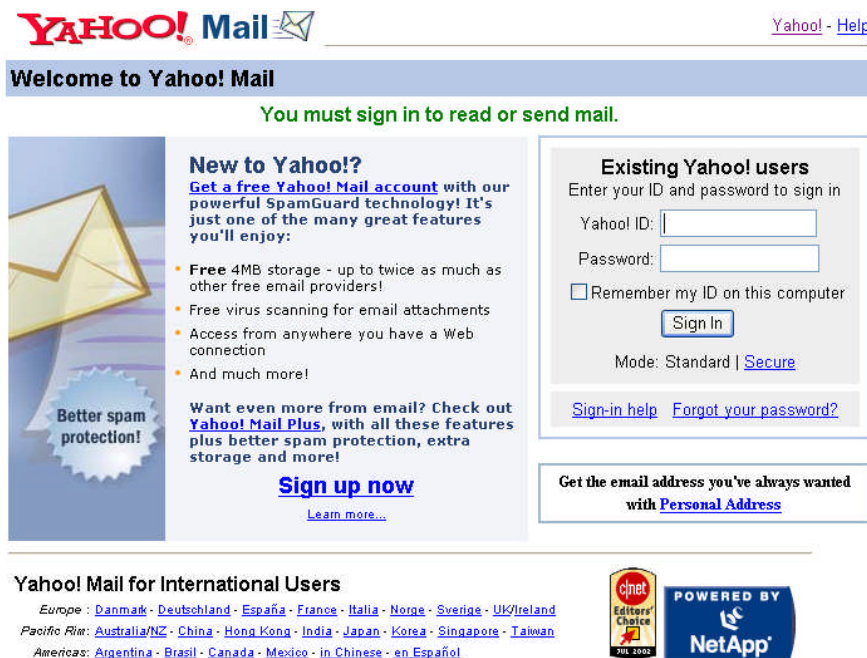 YAHOO!® Mail
Yahoo! - Help
Welcome to Yahoo! Mail
You must sign in to read or send mail.
Better spam
protection!
New to Yahoo!?
Get a free Yahoo! Mail account with our
powerful SpamGuard technology! It's
just one of the many great features
you'll enjoy:
• Free 4MB storage - up to twice as much as
other free email providers!
• Free virus scanning for email attachments
• Access from anywhere you have a Web
connection
• And much more!
Want even more from email? Check out
Yahoo! Mail Plus, with all these features
plus better spam protection, extra
storage and more!
Sign up now
Learn more...
Existing Yahoo! users
Enter your ID and password to sign in
Yahoo! ID:
Password:
Remember my ID on this computer
Sign In
Mode: Standard | Secure
Sign-in help Forgot your password?
Get the email address you've always wanted
with Personal Address
Yahoo! Mail for International Users
Europe : Danmark - Deutschland - España - France - Italia - Norge - Sverige - UK/Ireland
Pacific Rim: Australia/NZ - China - Hong Kong - India - Japan - Korea - Singapore - Taiwan
Americas: Argentina - Brasil - Canada - Mexico - in Chinese - en Español
c|net
Editors'
Choice
JUL 2002
POWERED BY
NetApp·